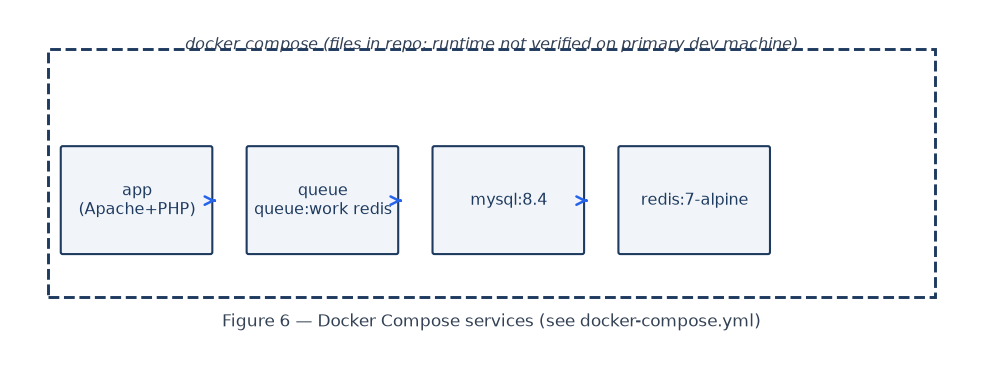 docker compose (files in repo; runtime not verified on primary dev machine)
app
(Apache+PHP)
queue
queue:work redis
mysql:8.4
redis:7-alpine
Figure 6 — Docker Compose services (see docker-compose.yml)